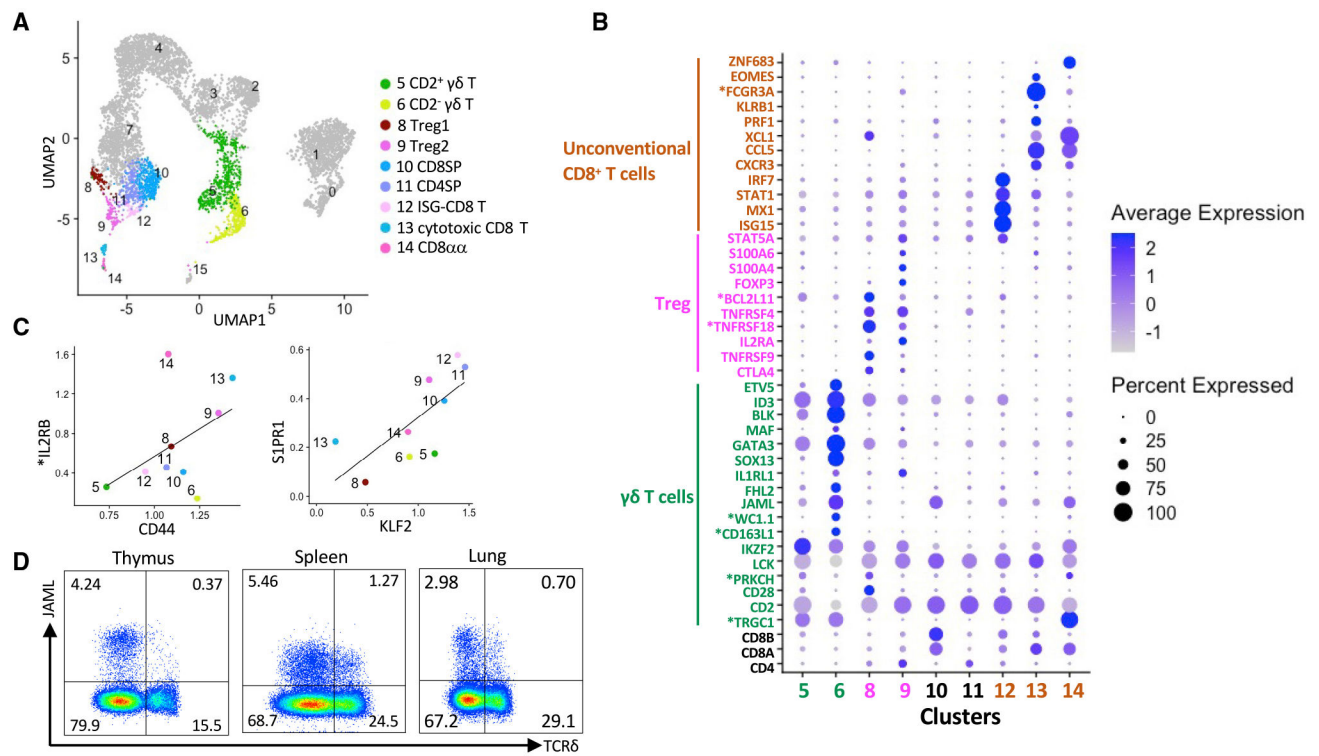 A
UMAP2
5
0
-5
-5
0
5
10
UMAP1
4
3
2
7
1
0
10
8
11
5
6
9
12
13
14
15
5 CD2+ γδ T
6 CD2- γδ T
8 Treg1
9 Treg2
10 CD8SP
11 CD4SP
12 ISG-CD8 T
13 cytotoxic CD8 T
14 CD8αα
B
Unconventional
CD8+ T cells
Treg
γδ T cells
ZNF683
EOMES
*FCGR3A
KLRB1
PRF1
XCL1
CCL5
CXCR3
IRF7
STAT1
MX1
ISG15
STAT5A
S100A6
S100A4
FOXP3
*BCL2L11
TNFRSF4
*TNFRSF18
IL2RA
TNFRSF9
CTLA4
ETV5
ID3
BLK
MAF
GATA3
SOX13
IL1RL1
FHL2
JAML
*WC1.1
*CD163L1
IKZF2
LCK
*PRKCH
CD28
CD2
*TRGC1
CD8B
CD8A
CD4
5 6 8 9 10 11 12 13 14
Clusters
Average Expression
2
1
0
-1
Percent Expressed
0
25
50
75
100
C
*IL2RB
1.6
1.2
0.8
0.4
0.75 1.00 1.25
CD44
14
13
9
8
11
12
10
5
6
S1PR1
0.6
0.4
0.2
0.0
0.0 0.5 1.0 1.5
KLF2
12
11
9
10
14
13
6
5
8
D
Thymus
Spleen
Lung
JAML
4.24 0.37
79.9 15.5
5.46 1.27
68.7 24.5
2.98 0.70
67.2 29.1
TCRδ